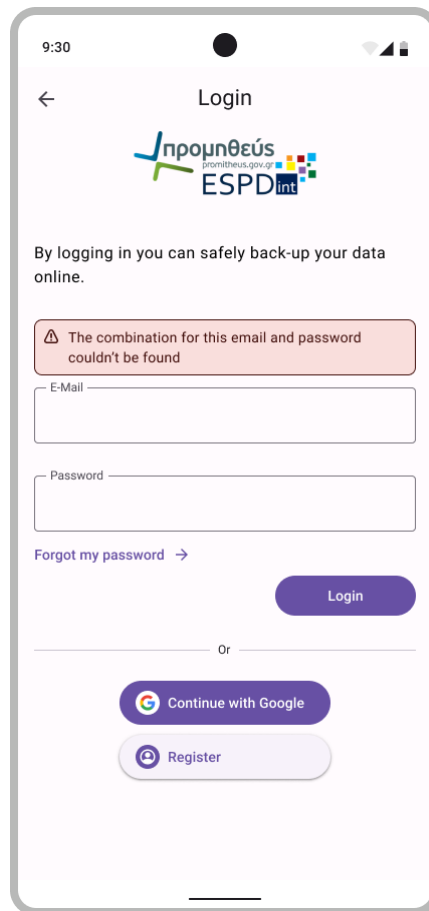 9:30
Login
προμηθεύς
promitheus.gov.gr
ESPDint
By logging in you can safely back-up your data
online.
The combination for this email and password
couldn't be found
E-Mail
Password
Forgot my password
Login
Or
Continue with Google
Register